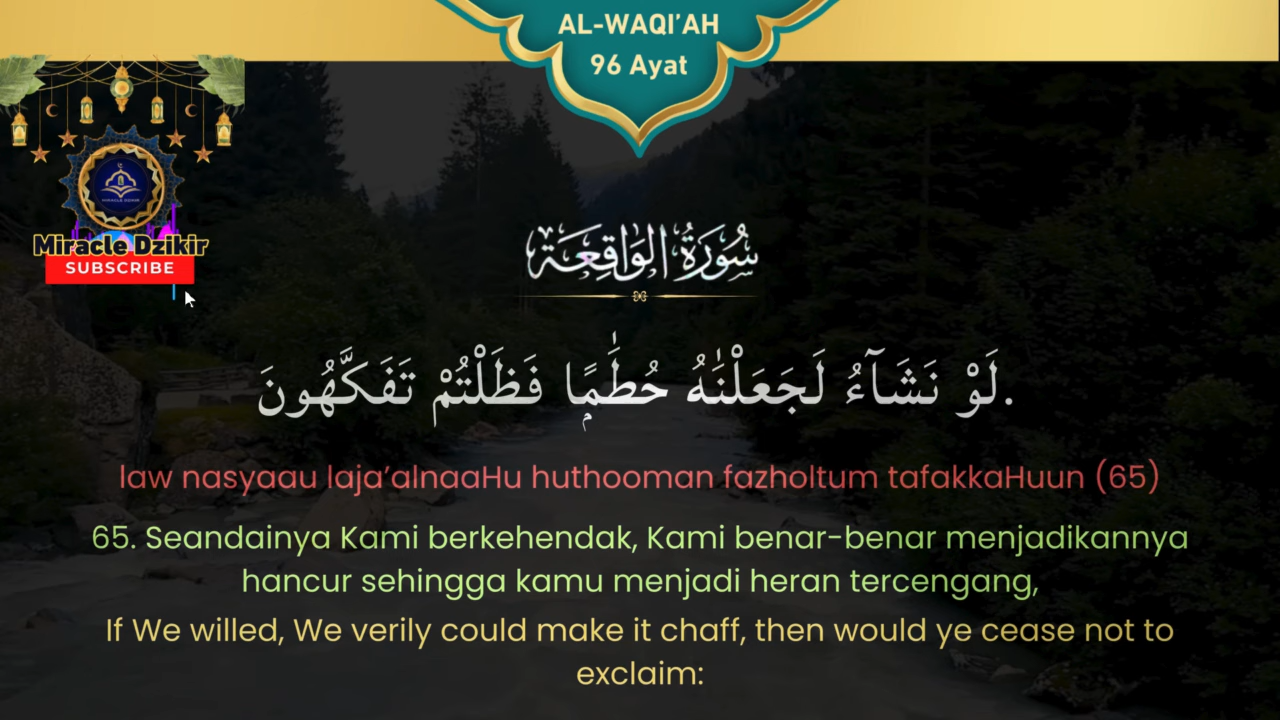 AL-WAQI’AH
96 Ayat
MIRACLE DZIKIR
Miracle Dzikir
SUBSCRIBE
سُورَةُ الوَاقِعَة
لَوْ نَشَآءُ لَجَعَلْنٰهُ حُطَٰمًۭا فَظَلْتُمْ تَفَكَّهُونَ.
law nasyaau laja’alnaaHu huthooman fazholtum tafakkaHuun (65)
65. Seandainya Kami berkehendak, Kami benar-benar menjadikannya
hancur sehingga kamu menjadi heran tercengang,
If We willed, We verily could make it chaff, then would ye cease not to
exclaim: